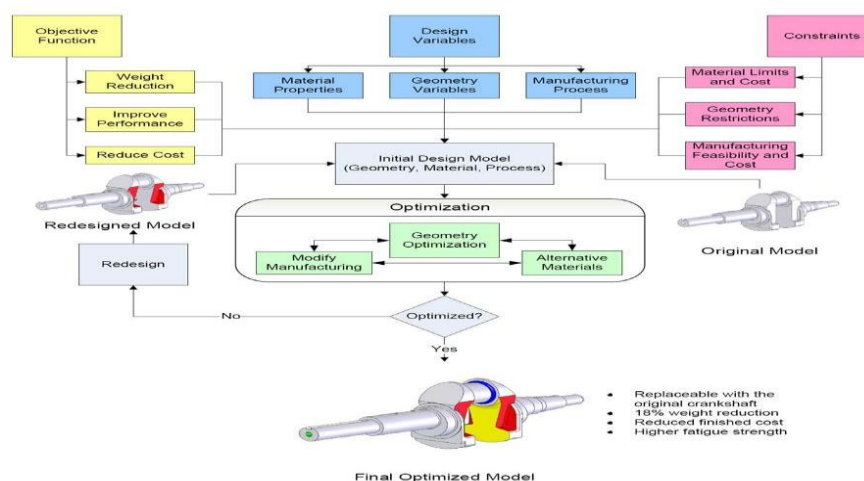 Objective
Function
Design
Variables
Constraints
Weight
Reduction
Improve
Performance
Reduce Cost
Material
Properties
Geometry
Variables
Manufacturing
Process
Material Limits
and Cost
Geometry
Restrictions
Manufacturing
Feasibility and
Cost
Initial Design Model
(Geometry, Material, Process)
Redesigned Model
Original Model
Optimization
Geometry
Optimization
Modify
Manufacturing
Alternative
Materials
Redesign
No
Optimized?
Yes
Replaceable with the
original crankshaft
18% weight reduction
Reduced finished cost
Higher fatigue strength
Final Optimized Model